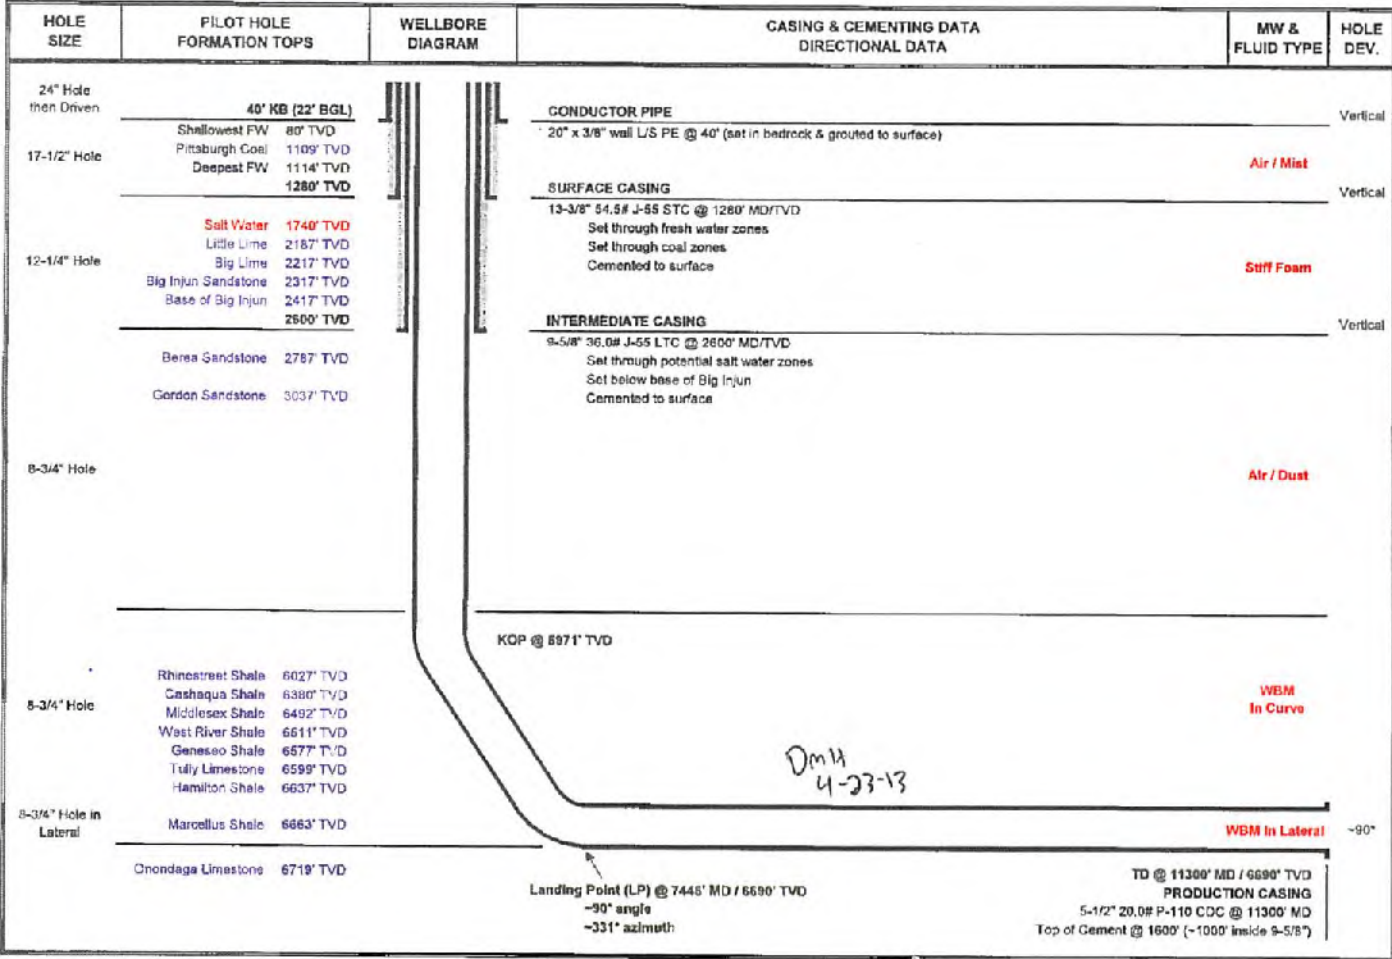 HOLE SIZE
PILOT HOLE FORMATION TOPS
WELLBORE DIAGRAM
CASING & CEMENTING DATA
DIRECTIONAL DATA
MW & FLUID TYPE
HOLE DEV.
24" Hole
then Driven
40' KB (22' BGL)
CONDUCTOR PIPE
Vertical
Shallowest FW 80' TVD
20" x 3/8" wall L/S PE @ 40' (set in bedrock & grouted to surface)
Pittsburgh Coal 1109' TVD
17-1/2" Hole
Deepest FW 1114' TVD
Air / Mist
1280' TVD
SURFACE CASING
Vertical
13-3/8" 54.5# J-55 STC @ 1280' MD/TVD
Salt Water 1740' TVD
Set through fresh water zones
Little Lime 2187' TVD
Set through coal zones
12-1/4" Hole
Big Lime 2217' TVD
Cemented to surface
Stiff Foam
Big Injun Sandstone 2317' TVD
Base of Big Injun 2417' TVD
2600' TVD
INTERMEDIATE CASING
Vertical
9-5/8" 36.0# J-55 LTC @ 2600' MD/TVD
Berea Sandstone 2787' TVD
Set through potential salt water zones
Set below base of Big Injun
Gordon Sandstone 3037' TVD
Cemented to surface
8-3/4" Hole
Air / Dust
KOP @ 5971' TVD
Rhinestreet Shale 6027' TVD
Cashaqua Shale 6380' TVD
WBM
8-3/4" Hole
Middlesex Shale 6492' TVD
In Curve
West River Shale 6511' TVD
Geneseo Shale 6577' TVD
Tully Limestone 6599' TVD
Hamilton Shale 6637' TVD
DmH
4-23-13
8-3/4" Hole in
Lateral
Marcellus Shale 6663' TVD
WBM In Lateral
~90°
Onondaga Limestone 6719' TVD
Landing Point (LP) @ 7445' MD / 6690' TVD
~90° angle
~331° azimuth
TD @ 11300' MD / 6690' TVD
PRODUCTION CASING
5-1/2" 20.0# P-110 CDC @ 11300' MD
Top of Cement @ 1600' (~1000' inside 9-5/8")